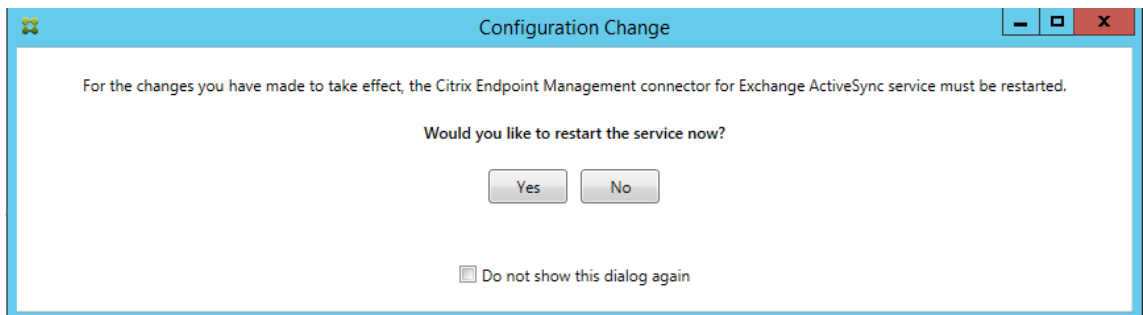 Configuration Change
For the changes you have made to take effect, the Citrix Endpoint Management connector for Exchange ActiveSync service must be restarted.
Would you like to restart the service now?
Yes No
Do not show this dialog again